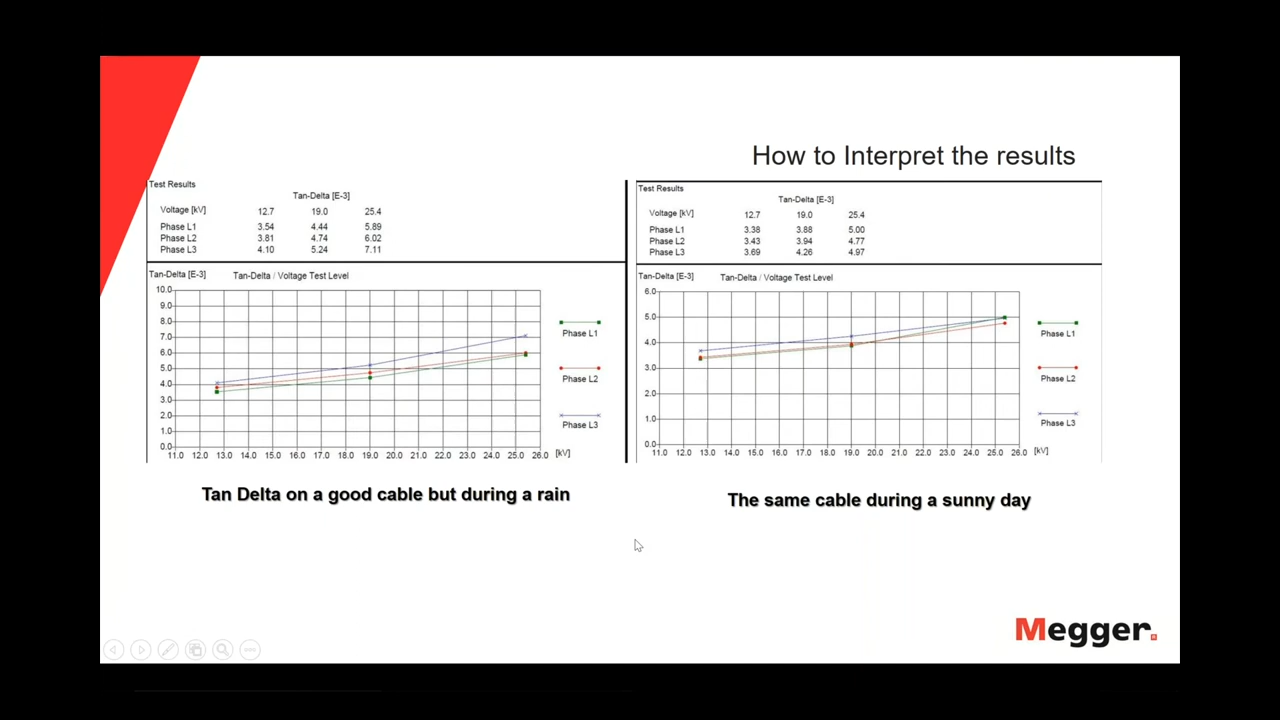 How to Interpret the results
Test Results
Tan-Delta [E-3]
Voltage [kV] 12.7 19.0 25.4
Phase L1 3.54 4.44 5.89
Phase L2 3.81 4.74 6.02
Phase L3 4.10 5.24 7.11
Tan-Delta [E-3] Tan-Delta / Voltage Test Level
10.0
9.0
8.0
7.0
6.0
5.0
4.0
3.0
2.0
1.0
0.0
11.0 12.0 13.0 14.0 15.0 16.0 17.0 18.0 19.0 20.0 21.0 22.0 23.0 24.0 25.0 26.0 [kV]
Phase L1
Phase L2
Phase L3
Tan Delta on a good cable but during a rain
Test Results
Tan-Delta [E-3]
Voltage [kV] 12.7 19.0 25.4
Phase L1 3.38 3.88 5.00
Phase L2 3.43 3.94 4.77
Phase L3 3.69 4.26 4.97
Tan-Delta [E-3] Tan-Delta / Voltage Test Level
6.0
5.0
4.0
3.0
2.0
1.0
0.0
11.0 12.0 13.0 14.0 15.0 16.0 17.0 18.0 19.0 20.0 21.0 22.0 23.0 24.0 25.0 26.0 [kV]
Phase L1
Phase L2
Phase L3
The same cable during a sunny day
Megger.